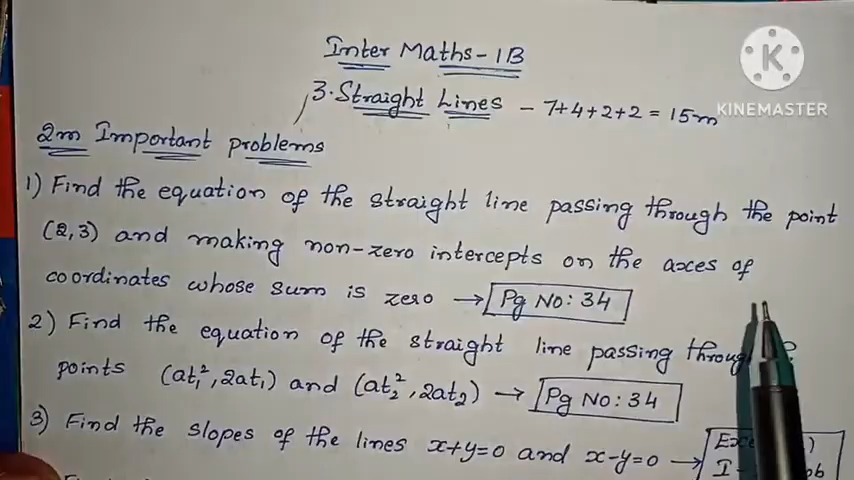 Inter Maths-1B
3. Straight Lines - 7+4+2+2 = 15m
KINEMASTER
2m Important problems
1) Find the equation of the straight line passing through the point
(2,3) and making non-zero intercepts on the axes of
coordinates whose sum is zero → Pg No: 34
2) Find the equation of the straight line passing
points (at₁², 2at₁) and (at₂², 2at₂) → Pg No: 34
3) Find the slopes of the lines x+y=0 and x-y=0 →